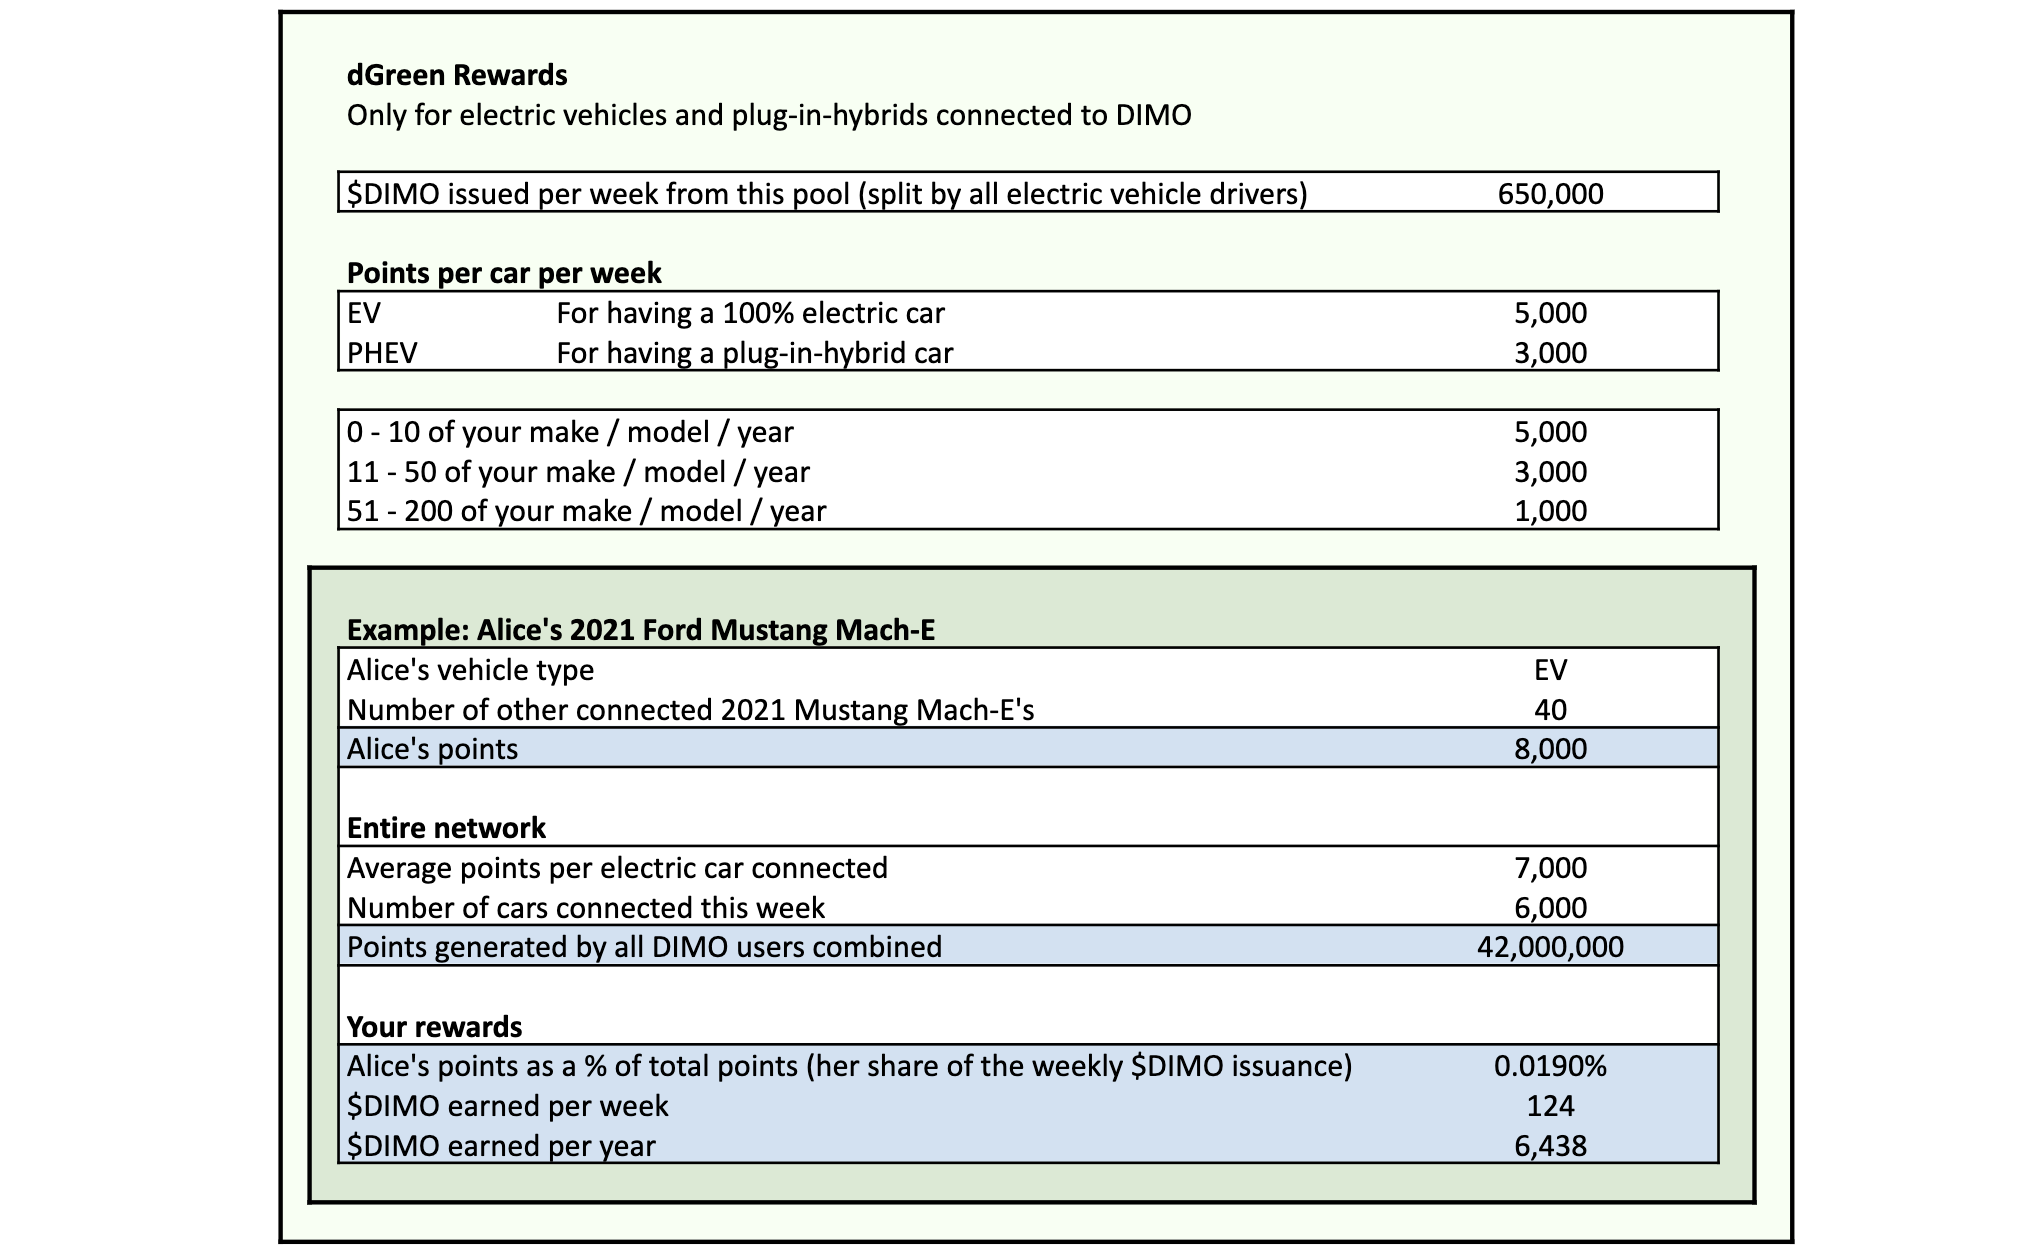 dGreen Rewards
Only for electric vehicles and plug-in-hybrids connected to DIMO
$DIMO issued per week from this pool (split by all electric vehicle drivers) 650,000
Points per car per week
EV For having a 100% electric car 5,000
PHEV For having a plug-in-hybrid car 3,000
0 - 10 of your make / model / year 5,000
11 - 50 of your make / model / year 3,000
51 - 200 of your make / model / year 1,000
Example: Alice's 2021 Ford Mustang Mach-E
Alice's vehicle type EV
Number of other connected 2021 Mustang Mach-E's 40
Alice's points 8,000
Entire network
Average points per electric car connected 7,000
Number of cars connected this week 6,000
Points generated by all DIMO users combined 42,000,000
Your rewards
Alice's points as a % of total points (her share of the weekly $DIMO issuance) 0.0190%
$DIMO earned per week 124
$DIMO earned per year 6,438